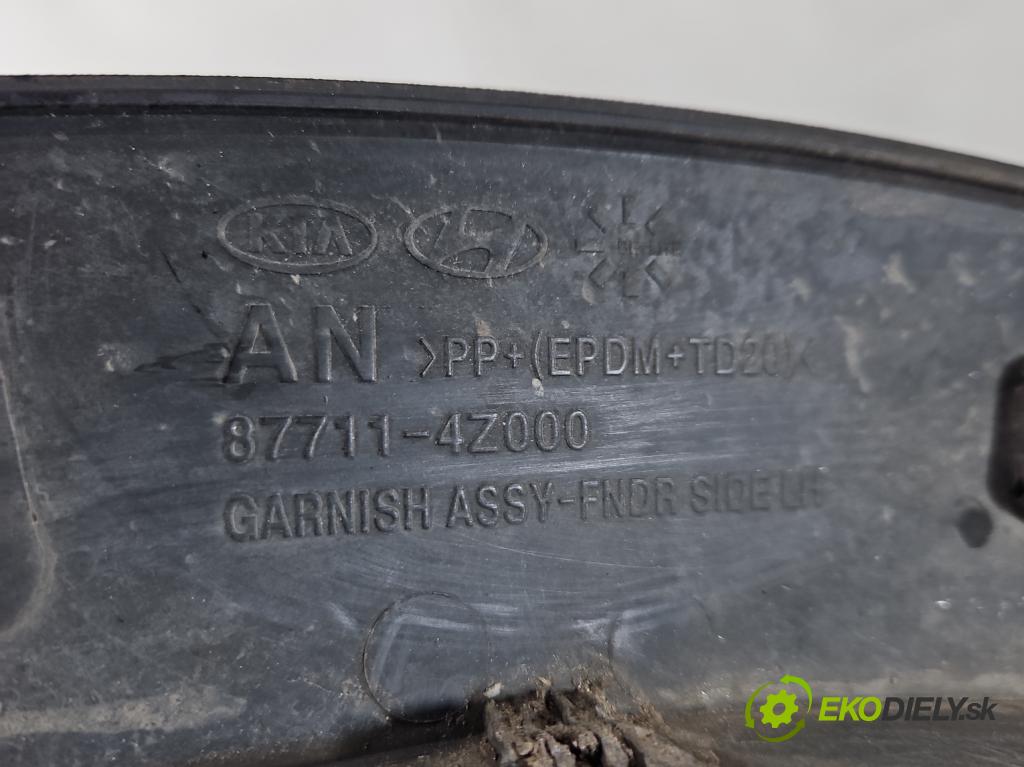 KIA
AN >PP+(EPDM+TD20)<
87711-4Z000
GARNISH ASSY-FNDR SIDE LH
EKODIELY.sk